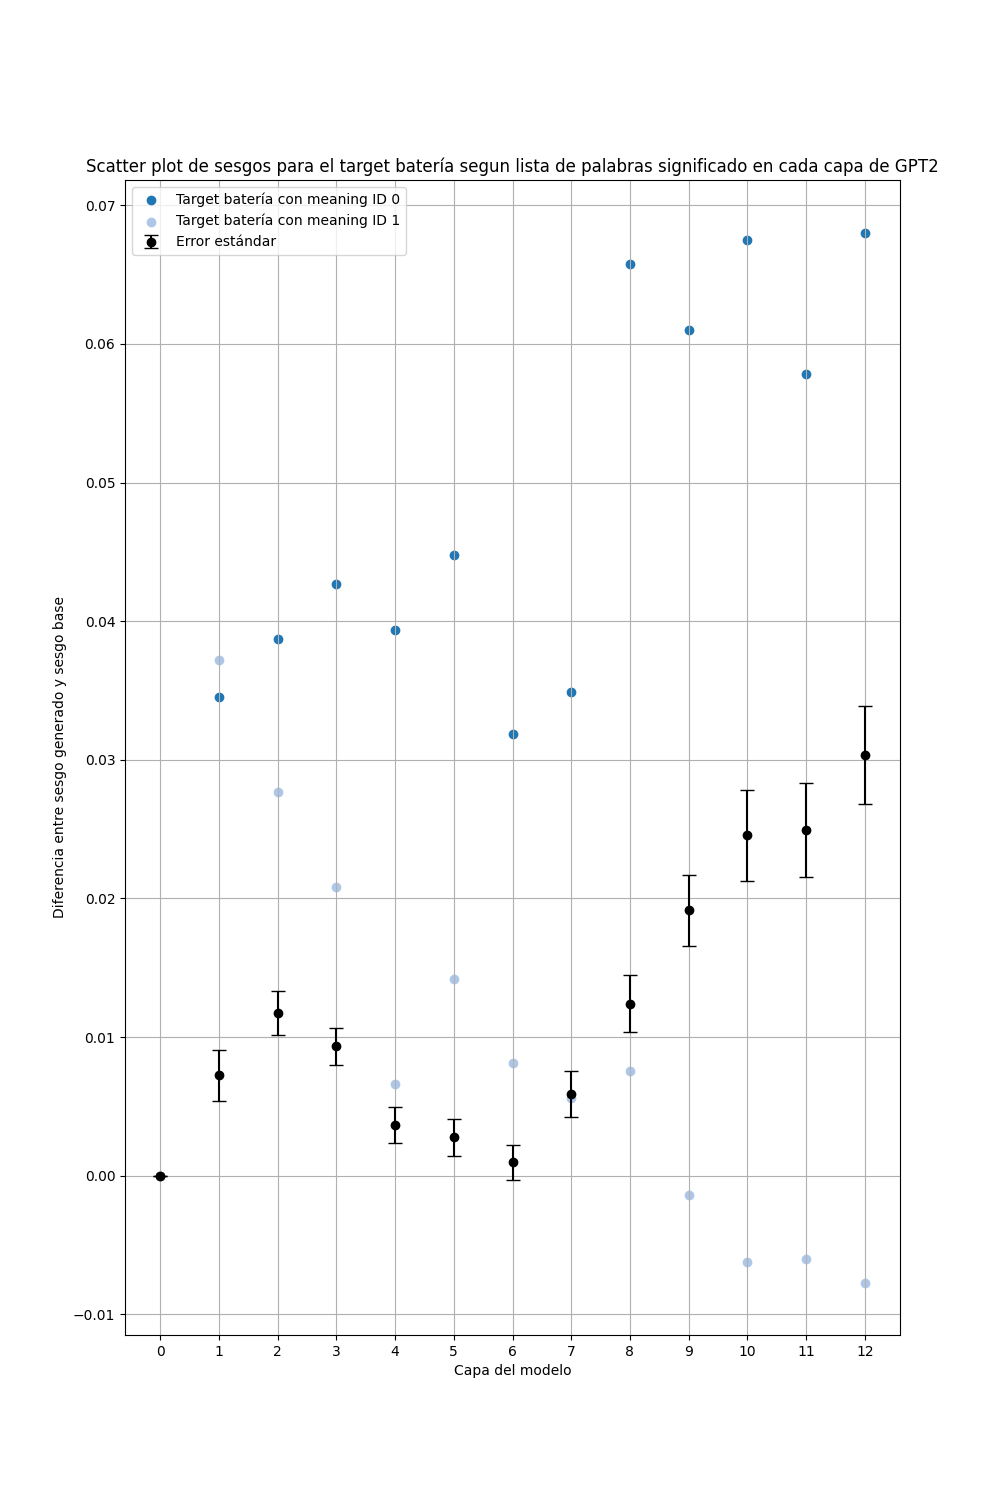 Scatter plot de sesgos para el target batería segun lista de palabras significado en cada capa de GPT2
Target batería con meaning ID 0
Target batería con meaning ID 1
Error estándar
0.07
0.06
0.05
0.04
0.03
0.02
0.01
0.00
−0.01
Diferencia entre sesgo generado y sesgo base
0 1 2 3 4 5 6 7 8 9 10 11 12
Capa del modelo